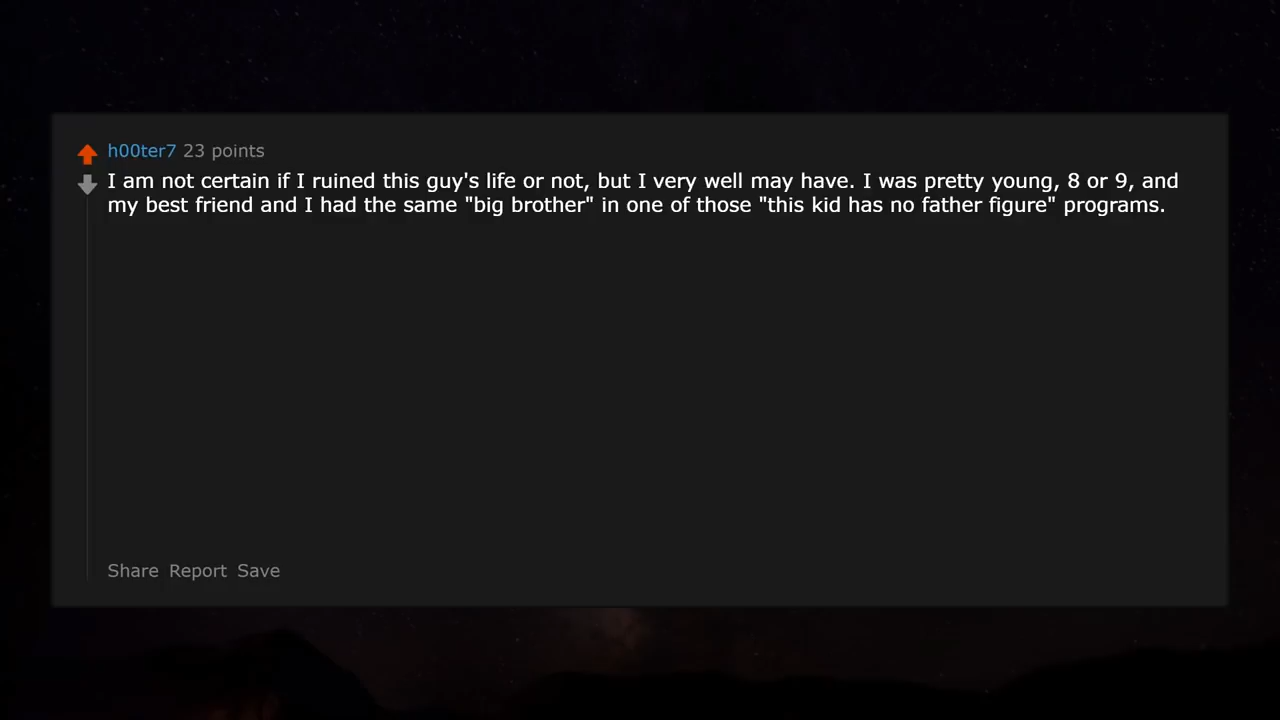 h00ter7 23 points
I am not certain if I ruined this guy's life or not, but I very well may have. I was pretty young, 8 or 9, and
my best friend and I had the same "big brother" in one of those "this kid has no father figure" programs.
Share Report Save